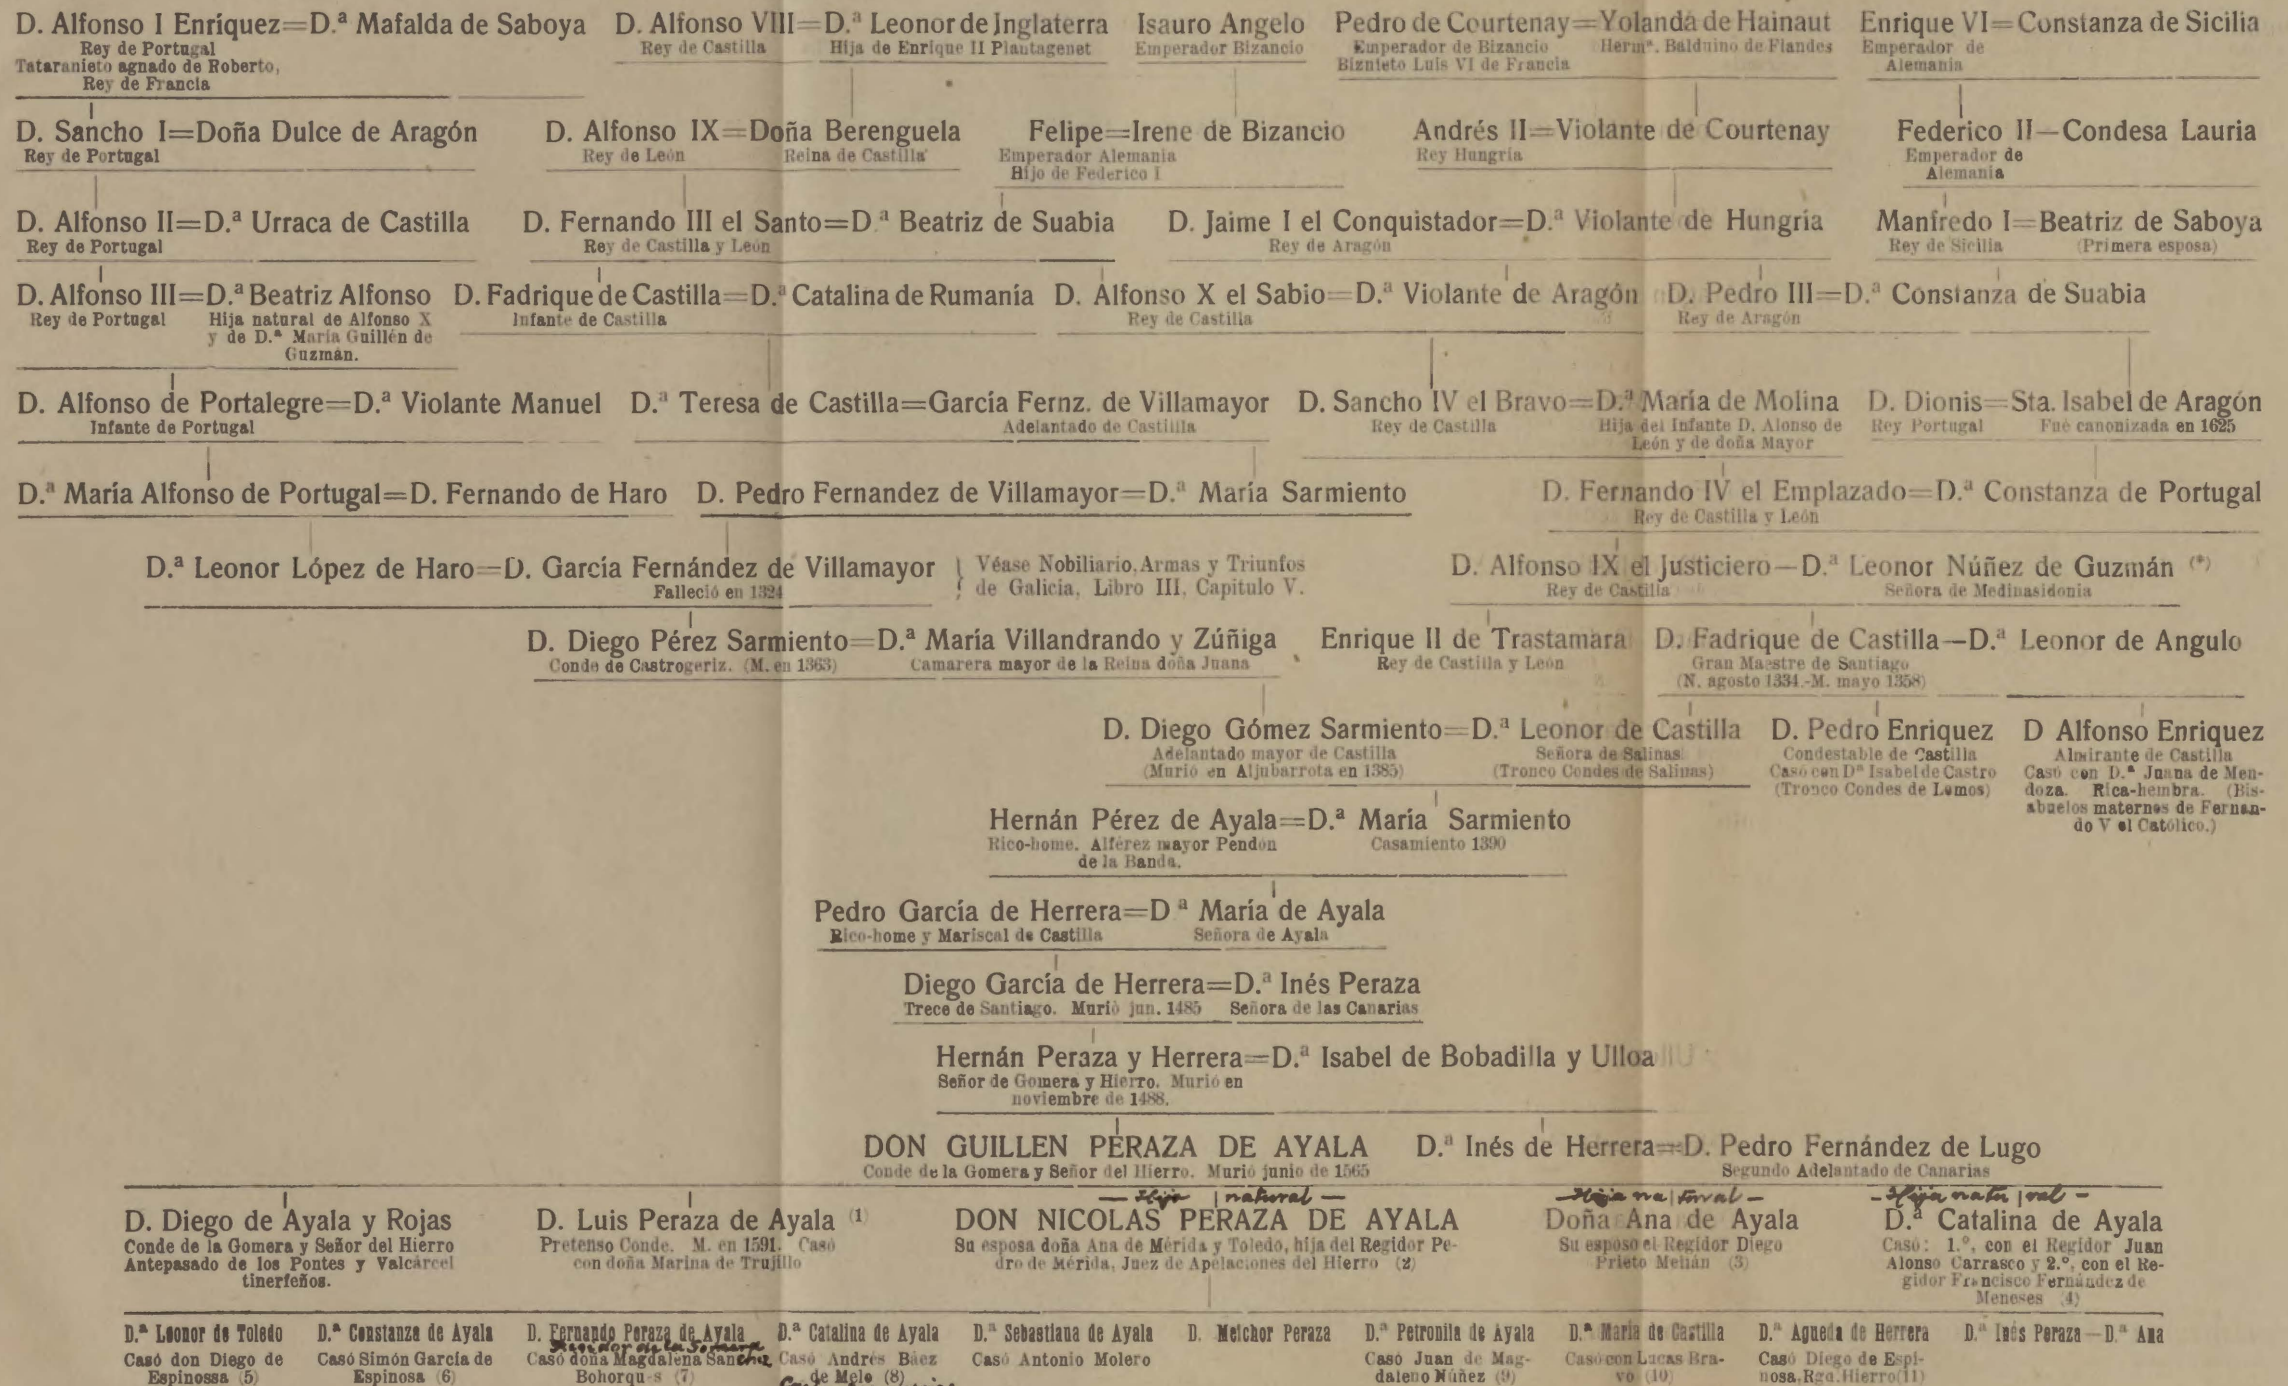 D. Alfonso I Enríquez=D.ª Mafalda de Saboya D. Alfonso VIII=D.ª Leonor de Inglaterra Isauro Angelo Pedro de Courtenay=Yolanda de Hainaut Enrique VI=Constanza de Sicilia
Rey de Portugal Rey de Castilla Hija de Enrique II Plautagenet Emperador Bizancio Emperador de Bizancio Hermª. Balduino de Flandes Emperador de
Tataranieto agnado de Roberto, Biznieto Luis VI de Francia Alemania
Rey de Francia
D. Sancho I=Doña Dulce de Aragón D. Alfonso IX=Doña Berenguela Felipe=Irene de Bizancio Andrés II=Violante de Courtenay Federico II—Condesa Lauria
Rey de Portugal Rey de León Reina de Castilla Emperador Alemania Rey Hungria Emperador de
Hijo de Federico I Alemania
D. Alfonso II=D.ª Urraca de Castilla D. Fernando III el Santo=D.ª Beatriz de Suabia D. Jaime I el Conquistador=D.ª Violante de Hungría Manfredo I=Beatriz de Saboya
Rey de Portugal Rey de Castilla y León Rey de Aragón Rey de Sicilia (Primera esposa)
D. Alfonso III=D.ª Beatriz Alfonso D. Fadrique de Castilla=D.ª Catalina de Rumanía D. Alfonso X el Sabio=D.ª Violante de Aragón D. Pedro III=D.ª Constanza de Suabia
Rey de Portugal Hija natural de Alfonso X Infante de Castilla Rey de Castilla Rey de Aragón
y de D.ª María Guillén de
Guzmán.
D. Alfonso de Portalegre=D.ª Violante Manuel D.ª Teresa de Castilla=García Fernz. de Villamayor D. Sancho IV el Bravo=D.ª María de Molina D. Dionis=Sta. Isabel de Aragón
Infante de Portugal Adelantado de Castillla Rey de Castilla Hija del Infante D. Alonso de Rey Portugal Fué canonizada en 1625
León y de doña Mayor
D.ª María Alfonso de Portugal=D. Fernando de Haro D. Pedro Fernandez de Villamayor=D.ª María Sarmiento D. Fernando IV el Emplazado=D.ª Constanza de Portugal
Rey de Castilla y León
D.ª Leonor López de Haro=D. García Fernández de Villamayor { Véase Nobiliario, Armas y Triunfos D. Alfonso IX el Justiciero—D.ª Leonor Núñez de Guzmán (*)
Falleció en 1324 de Galicia, Libro III, Capitulo V. Rey de Castilla Señora de Medinasidonia
D. Diego Pérez Sarmiento=D.ª María Villandrando y Zúñiga Enrique II de Trastamara D. Fadrique de Castilla—D.ª Leonor de Angulo
Conde de Castrogeriz. (M. en 1363) Camarera mayor de la Reina doña Juana Rey de Castilla y León Gran Maestre de Santiago
(N. agosto 1334.-M. mayo 1358)
D. Diego Gómez Sarmiento=D.ª Leonor de Castilla D. Pedro Enriquez D Alfonso Enriquez
Adelantado mayor de Castilla Señora de Salinas Condestable de Castilla Almirante de Castilla
(Murió en Aljubarrota en 1385) (Tronco Condes de Salinas) Casó con Dª Isabel de Castro Casó con D.ª Juana de Men-
(Tronco Condes de Lemos) doza. Rica-hembra. (Bis-
abuelos maternos de Fernan-
do V el Católico.)
Hernán Pérez de Ayala=D.ª María Sarmiento
Rico-home. Alférez mayor Pendón Casamiento 1390
de la Banda.
Pedro García de Herrera=D ª María de Ayala
Rico-home y Mariscal de Castilla Señora de Ayala
Diego García de Herrera=D.ª Inés Peraza
Trece de Santiago. Murió jun. 1485 Señora de las Canarias
Hernán Peraza y Herrera=D.ª Isabel de Bobadilla y Ulloa
Señor de Gomera y Hierro. Murió en
noviembre de 1488.
DON GUILLEN PERAZA DE AYALA D.ª Inés de Herrera=D. Pedro Fernández de Lugo
Conde de la Gomera y Señor del Hierro. Murió junio de 1565 Segundo Adelantado de Canarias
— Hijo natural — — Hija natural — — Hija natural —
D. Diego de Ayala y Rojas D. Luis Peraza de Ayala (1) DON NICOLAS PERAZA DE AYALA Doña Ana de Ayala D.ª Catalina de Ayala
Conde de la Gomera y Señor del Hierro Pretenso Conde. M. en 1591. Casó Su esposa doña Ana de Mérida y Toledo, hija del Regidor Pe- Su esposo el Regidor Diego Casó: 1.º, con el Regidor Juan
Antepasado de los Pontes y Valcárcel con doña Marina de Trujillo dro de Mérida, Juez de Apelaciones del Hierro (2) Prieto Melián (3) Alonso Carrasco y 2.º, con el Re-
tinerfeños. gidor Francisco Fernández de
Meneses (4)
D.ª Leonor de Toledo D.ª Constanza de Ayala D. Fernando Peraza de Ayala D.ª Catalina de Ayala D.ª Sebastiana de Ayala D. Melchor Peraza D.ª Petronila de Ayala D.ª María de Castilla D.ª Agueda de Herrera D.ª Inés Peraza—D.ª Ana
de la Gomera
Casó don Diego de Casó Simón García de Casó doña Magdalena Sanchez Casó Andrés Báez Casó Antonio Molero Casó Juan de Mag- Casó con Lucas Bra- Casó Diego de Espi-
Espinossa (5) Espinosa (6) Bohorqu-s (7) de Melo (8) daleno Núñez (9) vo (10) nosa, Rgd. Hierro (11)